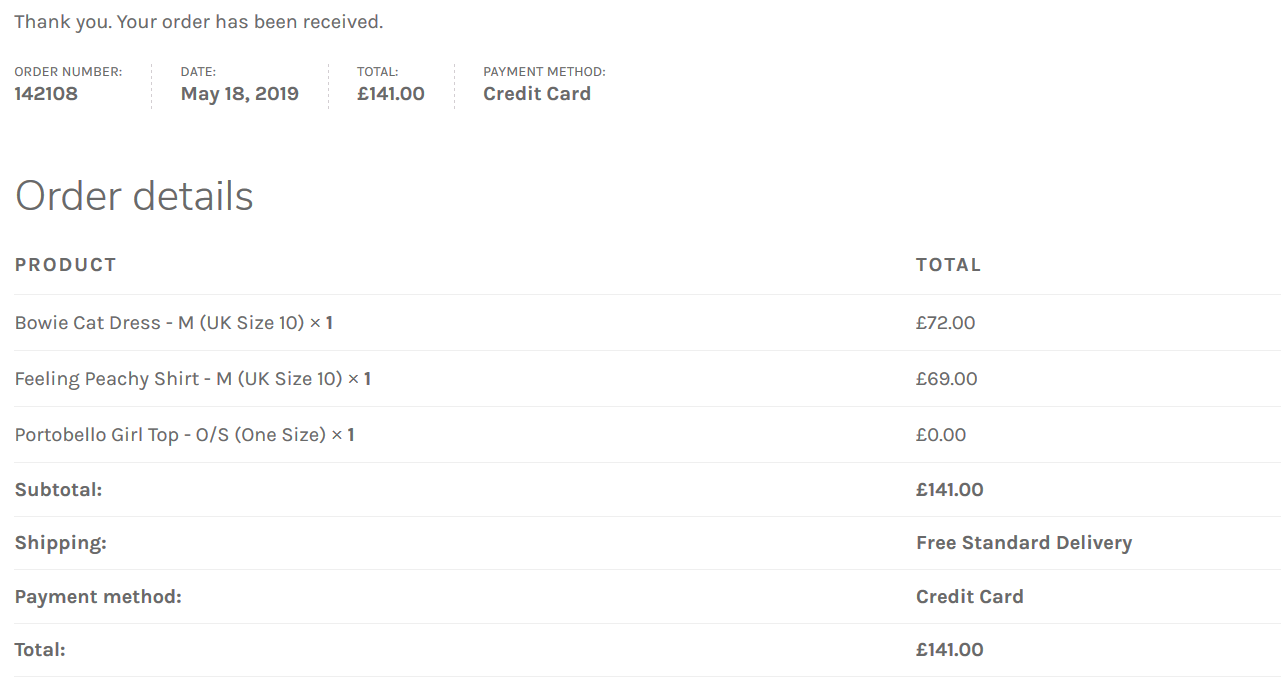 Thank you. Your order has been received.
ORDER NUMBER: DATE: TOTAL: PAYMENT METHOD:
142108 May 18, 2019 £141.00 Credit Card
Order details
PRODUCT TOTAL
Bowie Cat Dress - M (UK Size 10) × 1 £72.00
Feeling Peachy Shirt - M (UK Size 10) × 1 £69.00
Portobello Girl Top - O/S (One Size) × 1 £0.00
Subtotal: £141.00
Shipping: Free Standard Delivery
Payment method: Credit Card
Total: £141.00